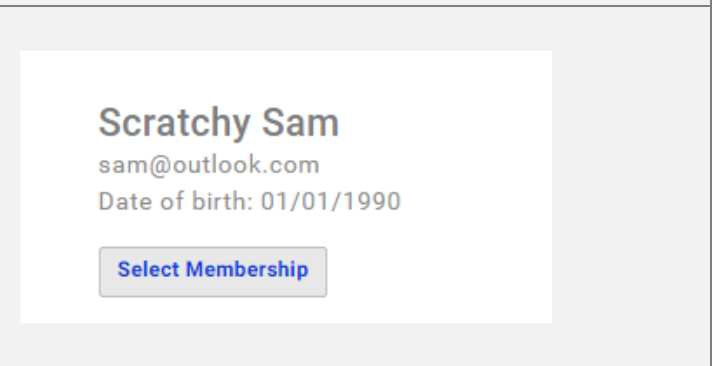 Scratchy Sam
sam@outlook.com
Date of birth: 01/01/1990
Select Membership